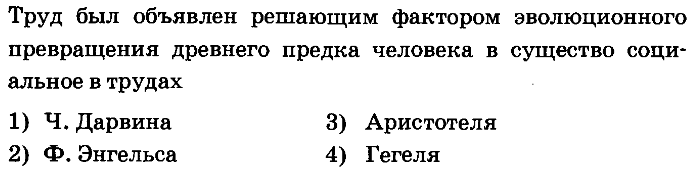 Труд был объявлен решающим фактором эволюционного
превращения древнего предка человека в существо соци-
альное в трудах
1) Ч. Дарвина 3) Аристотеля
2) Ф. Энгельса 4) Гегеля